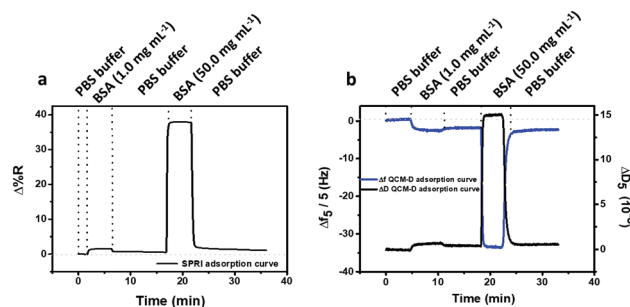 PBS buffer
BSA (1.0 mg mL-1)
PBS buffer
BSA (50.0 mg mL-1)
PBS buffer
a
40
30
20
10
0
Δ%R
SPRI adsorption curve
0 10 20 30 40
Time (min)
PBS buffer
BSA (1.0 mg mL-1)
PBS buffer
BSA (50.0 mg mL-1)
PBS buffer
b
0
-10
-20
-30
-40
Δf5 / 5 (Hz)
Δf QCM-D adsorption curve
ΔD QCM-D adsorption curve
15
10
5
0
0 10 20 30 40
Time (min)